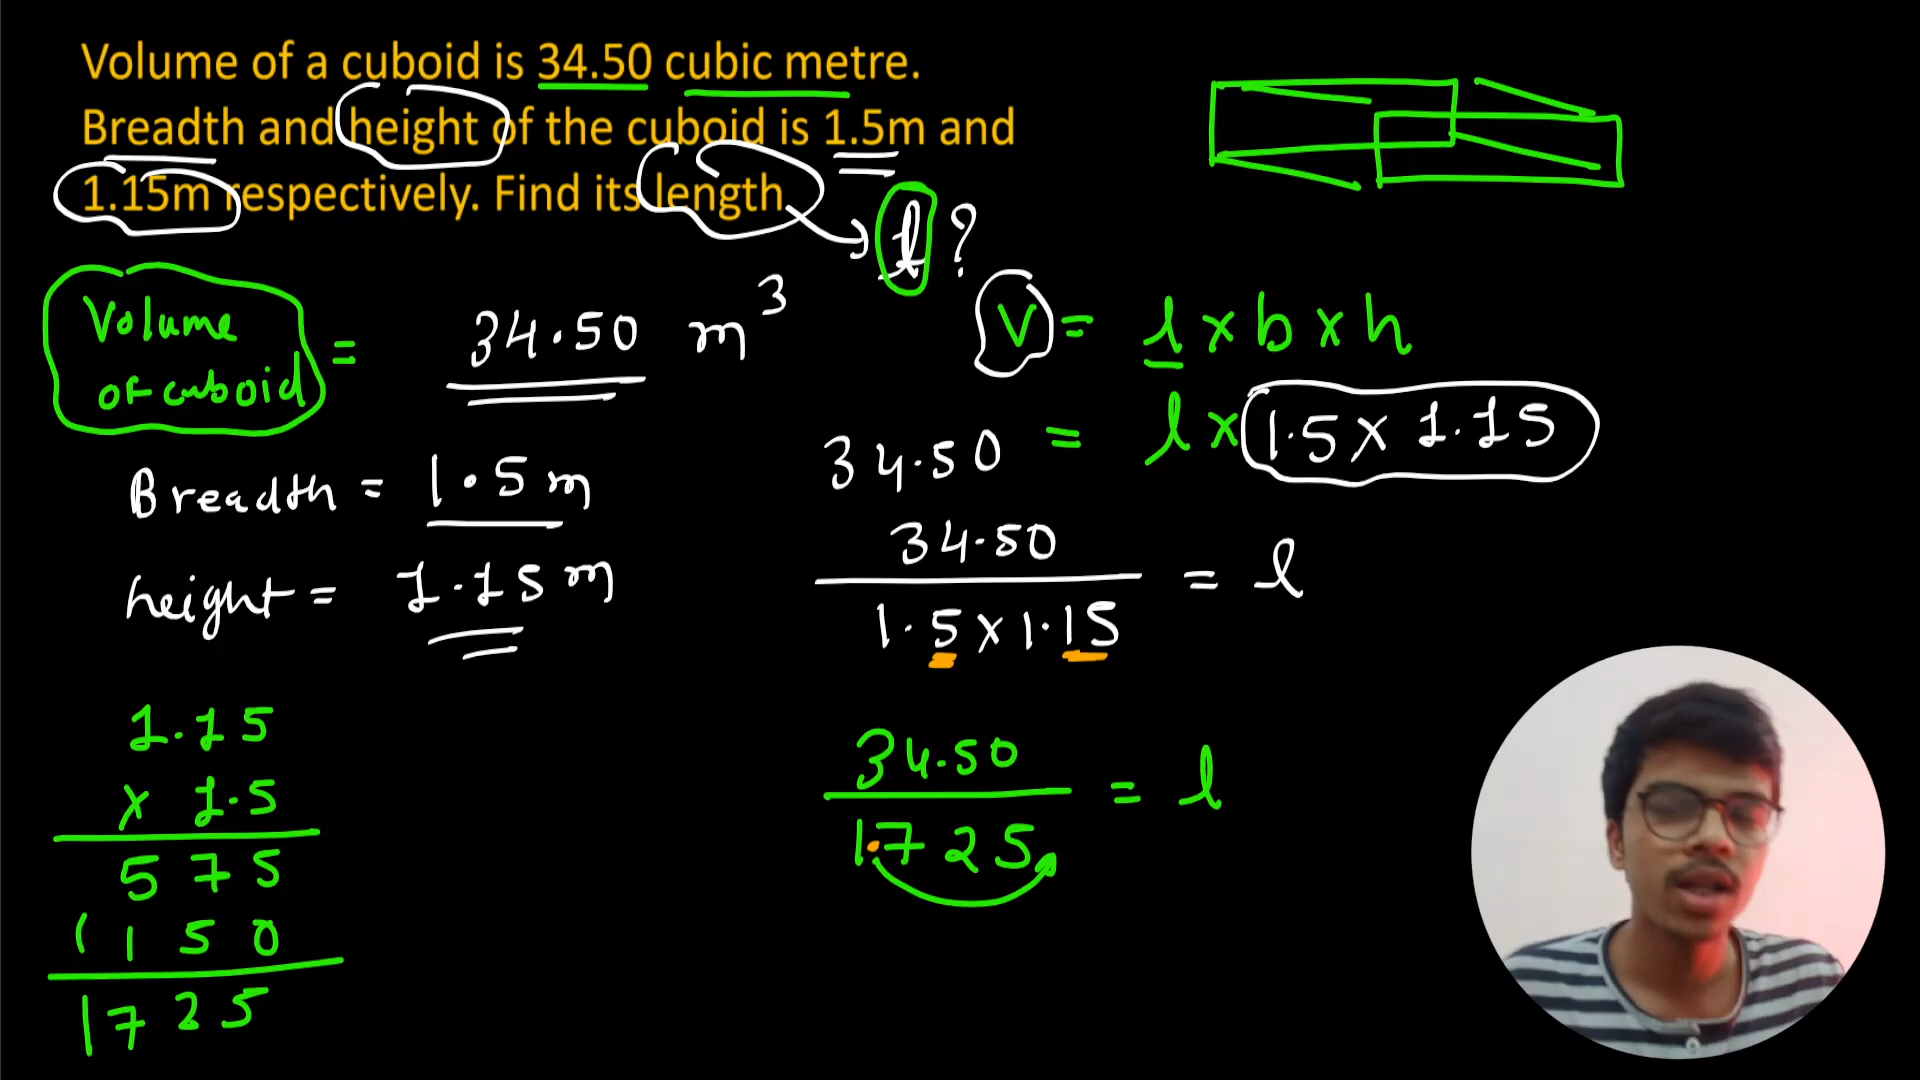 Volume of a cuboid is 34.50 cubic metre.
Breadth and height of the cuboid is 1.5m and
1.15m respectively. Find its length
l ?
Volume
of cuboid = 34.50 m³
Breadth = 1.5 m
height = 1.15 m
1.15
x 1.5
575
1150
1725
V = l x b x h
34.50 = l x 1.5 x 1.15
34.50
1.5 x 1.15 = l
34.50
1.725 = l